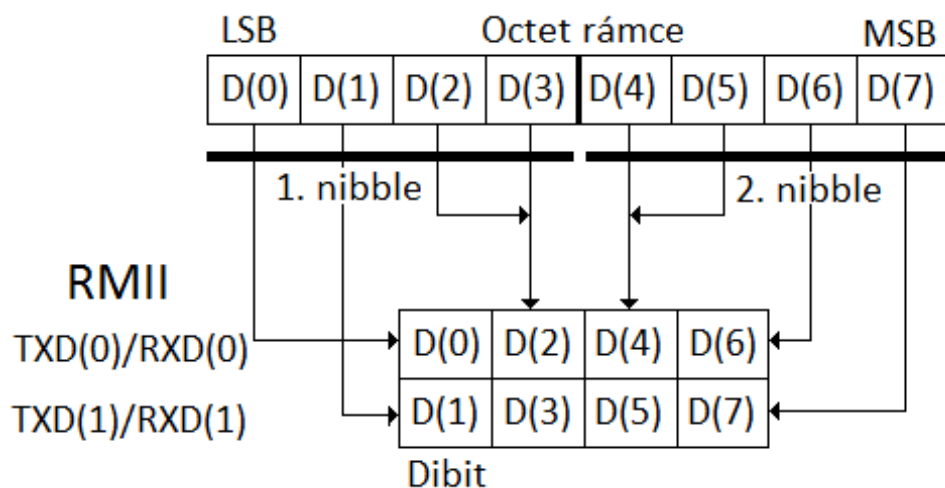 LSB Octet rámce MSB
D(0) D(1) D(2) D(3) D(4) D(5) D(6) D(7)
1. nibble 2. nibble
RMII
TXD(0)/RXD(0) D(0) D(2) D(4) D(6)
TXD(1)/RXD(1) D(1) D(3) D(5) D(7)
Dibit